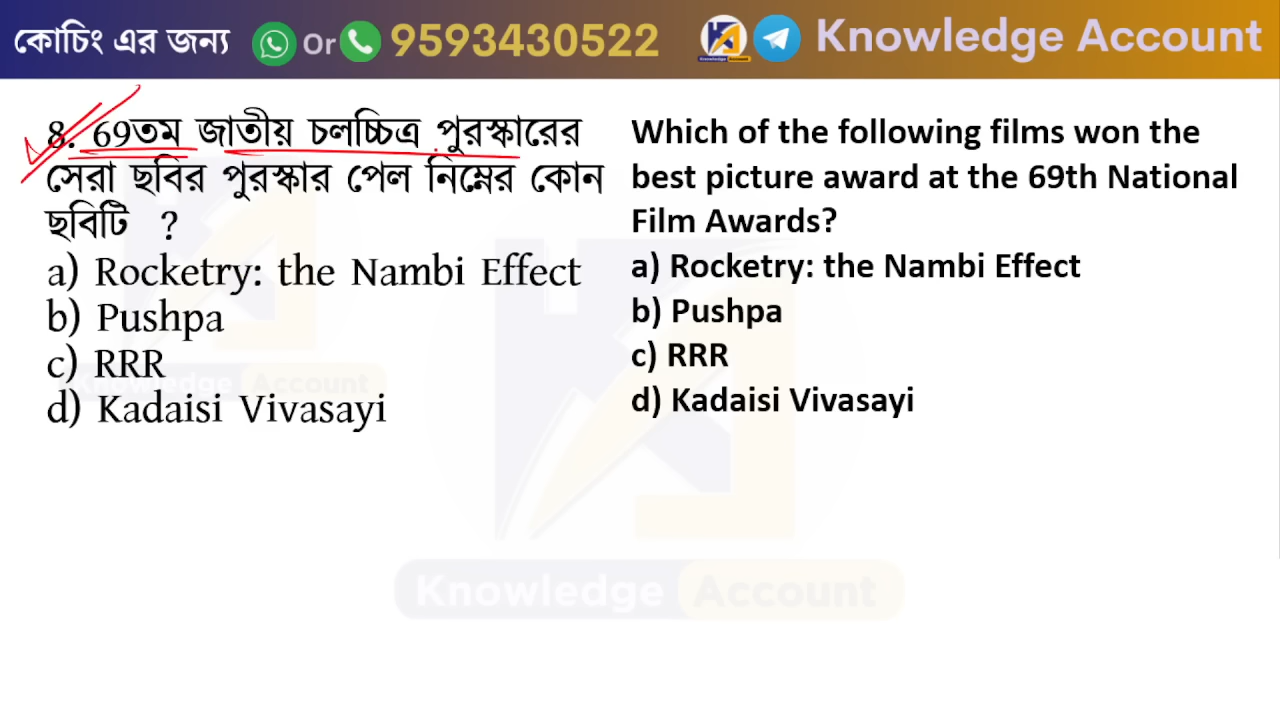 কোচিং এর জন্য Or 9593430522 Knowledge Account
8. 69তম জাতীয় চলচ্চিত্র পুরস্কারের
সেরা ছবির পুরস্কার পেল নিম্নের কোন
ছবিটি ?
a) Rocketry: the Nambi Effect
b) Pushpa
c) RRR
d) Kadaisi Vivasayi
Which of the following films won the
best picture award at the 69th National
Film Awards?
a) Rocketry: the Nambi Effect
b) Pushpa
c) RRR
d) Kadaisi Vivasayi
Knowledge Account
Knowledge Account